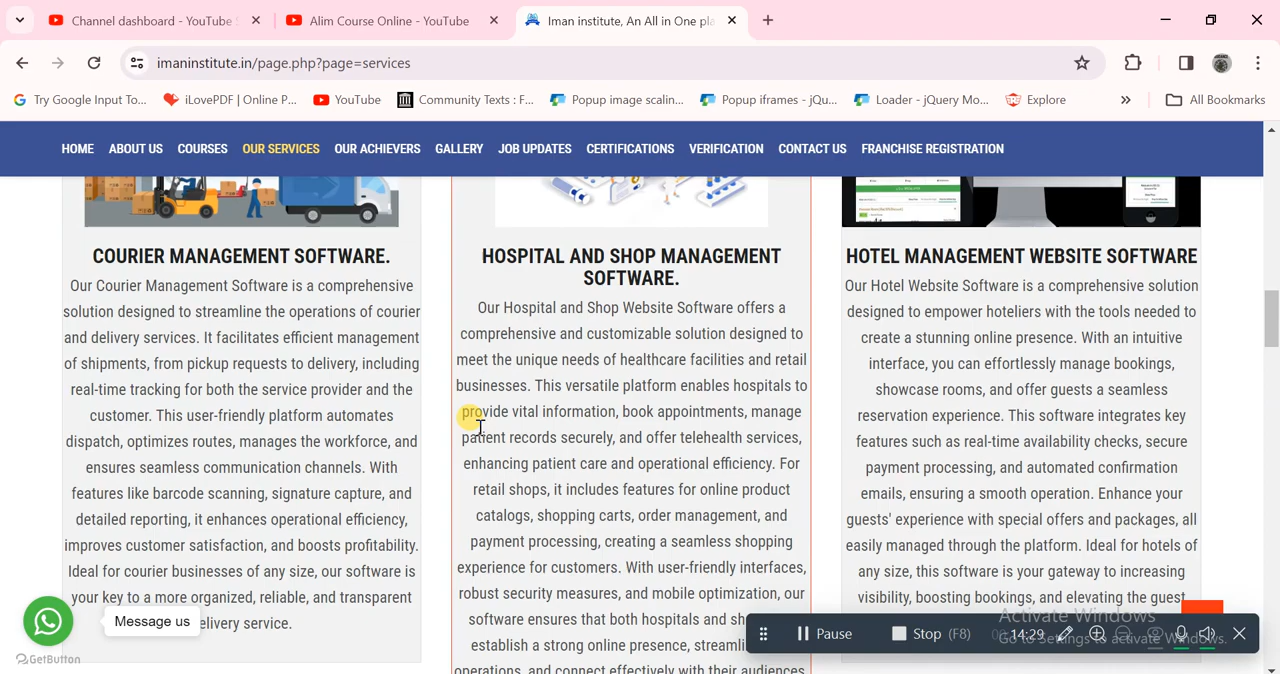 Channel dashboard - YouTube
Alim Course Online - YouTube
Iman institute, An All in One pla
imaninstitute.in/page.php?page=services
Try Google Input To...
iLovePDF | Online P...
YouTube
Community Texts : F...
Popup image scalin...
Popup iframes - jQu...
Loader - jQuery Mo...
Explore
All Bookmarks
HOME ABOUT US COURSES OUR SERVICES OUR ACHIEVERS GALLERY JOB UPDATES CERTIFICATIONS VERIFICATION CONTACT US FRANCHISE REGISTRATION
COURIER MANAGEMENT SOFTWARE.
Our Courier Management Software is a comprehensive
solution designed to streamline the operations of courier
and delivery services. It facilitates efficient management
of shipments, from pickup requests to delivery, including
real-time tracking for both the service provider and the
customer. This user-friendly platform automates
dispatch, optimizes routes, manages the workforce, and
ensures seamless communication channels. With
features like barcode scanning, signature capture, and
detailed reporting, it enhances operational efficiency,
improves customer satisfaction, and boosts profitability.
Ideal for courier businesses of any size, our software is
your key to a more organized, reliable, and transparent
delivery service.
HOSPITAL AND SHOP MANAGEMENT
SOFTWARE.
Our Hospital and Shop Website Software offers a
comprehensive and customizable solution designed to
meet the unique needs of healthcare facilities and retail
businesses. This versatile platform enables hospitals to
provide vital information, book appointments, manage
patient records securely, and offer telehealth services,
enhancing patient care and operational efficiency. For
retail shops, it includes features for online product
catalogs, shopping carts, order management, and
payment processing, creating a seamless shopping
experience for customers. With user-friendly interfaces,
robust security measures, and mobile optimization, our
software ensures that both hospitals and sh
establish a strong online presence, streamli
operations, and connect effectively with their audiences
HOTEL MANAGEMENT WEBSITE SOFTWARE
Our Hotel Website Software is a comprehensive solution
designed to empower hoteliers with the tools needed to
create a stunning online presence. With an intuitive
interface, you can effortlessly manage bookings,
showcase rooms, and offer guests a seamless
reservation experience. This software integrates key
features such as real-time availability checks, secure
payment processing, and automated confirmation
emails, ensuring a smooth operation. Enhance your
guests' experience with special offers and packages, all
easily managed through the platform. Ideal for hotels of
any size, this software is your gateway to increasing
visibility, boosting bookings, and elevating the guest
Message us
GetButton
Pause
Stop (F8)
14:29
Activate Windows
Go to Settings to activate Windows.